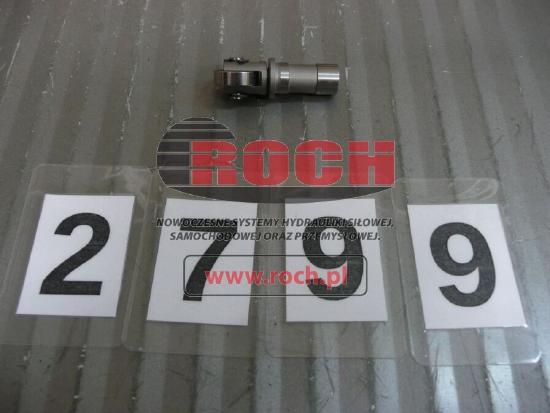 ROCH
NOWOCZESNE SYSTEMY HYDRAULIKI SIŁOWEJ,
SAMOCHODOWEJ ORAZ PRZEMYSŁOWEJ.
www.roch.pl
2 7 9 9